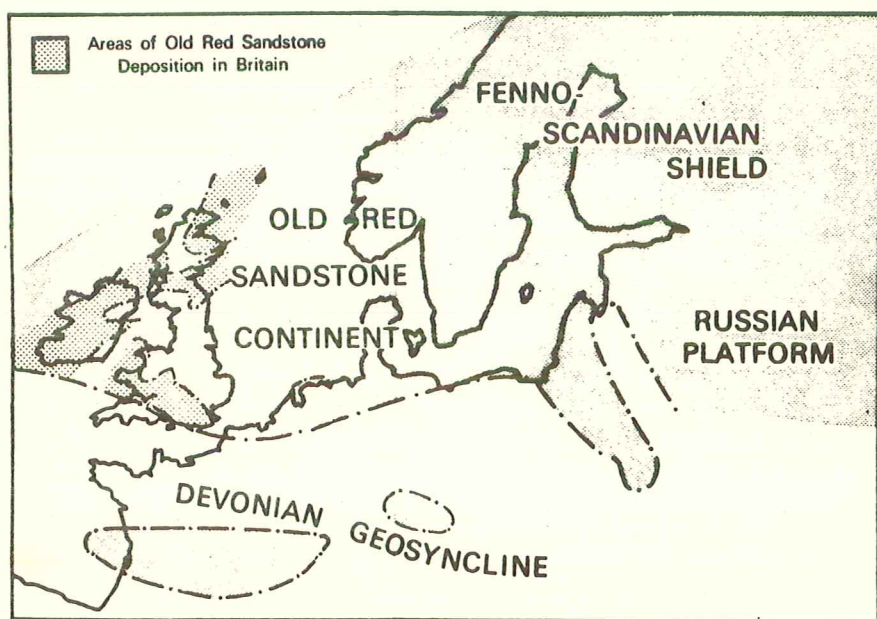 Areas of Old Red Sandstone
Deposition in Britain
FENNO-
SCANDINAVIAN
SHIELD
OLD RED
SANDSTONE
CONTINENT
RUSSIAN
PLATFORM
DEVONIAN
GEOSYNCLINE